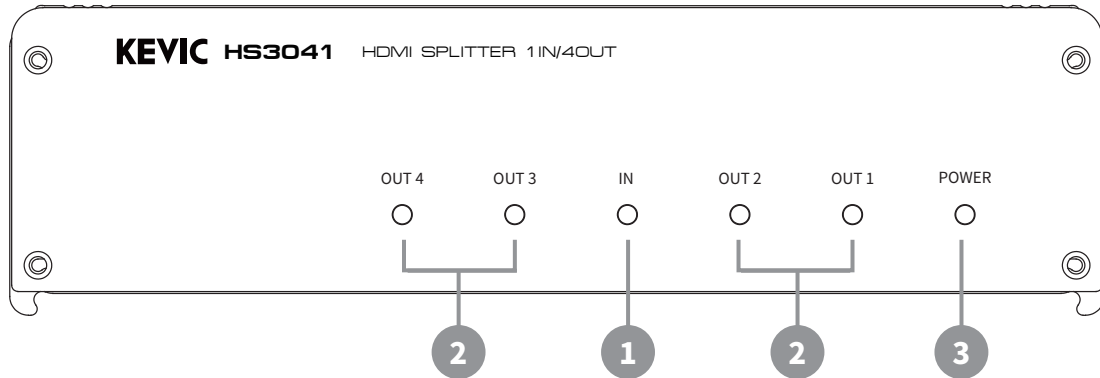 KEVIC HS3041 HDMI SPLITTER 1IN/4OUT
OUT 4 OUT 3 IN OUT 2 OUT 1 POWER
2 1 2 3